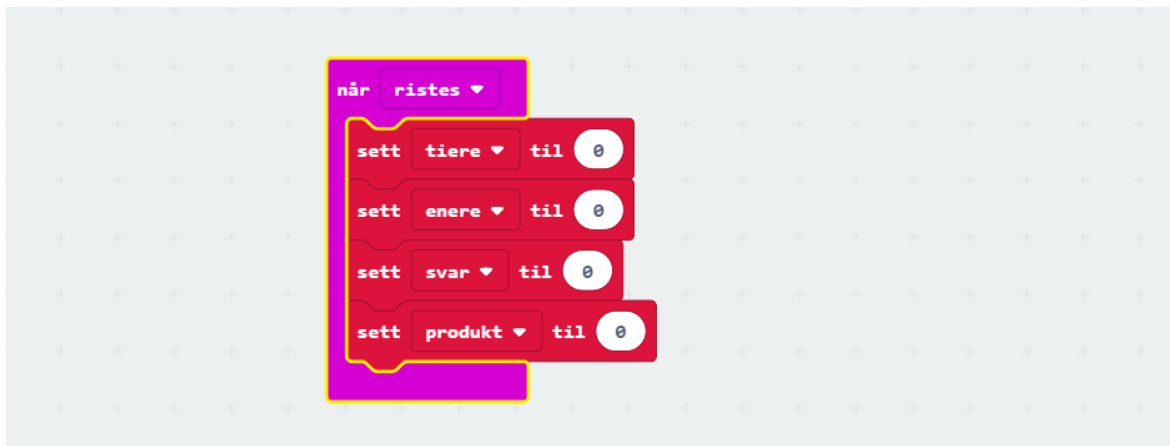 når ristes
sett tiere til 0
sett enere til 0
sett svar til 0
sett produkt til 0